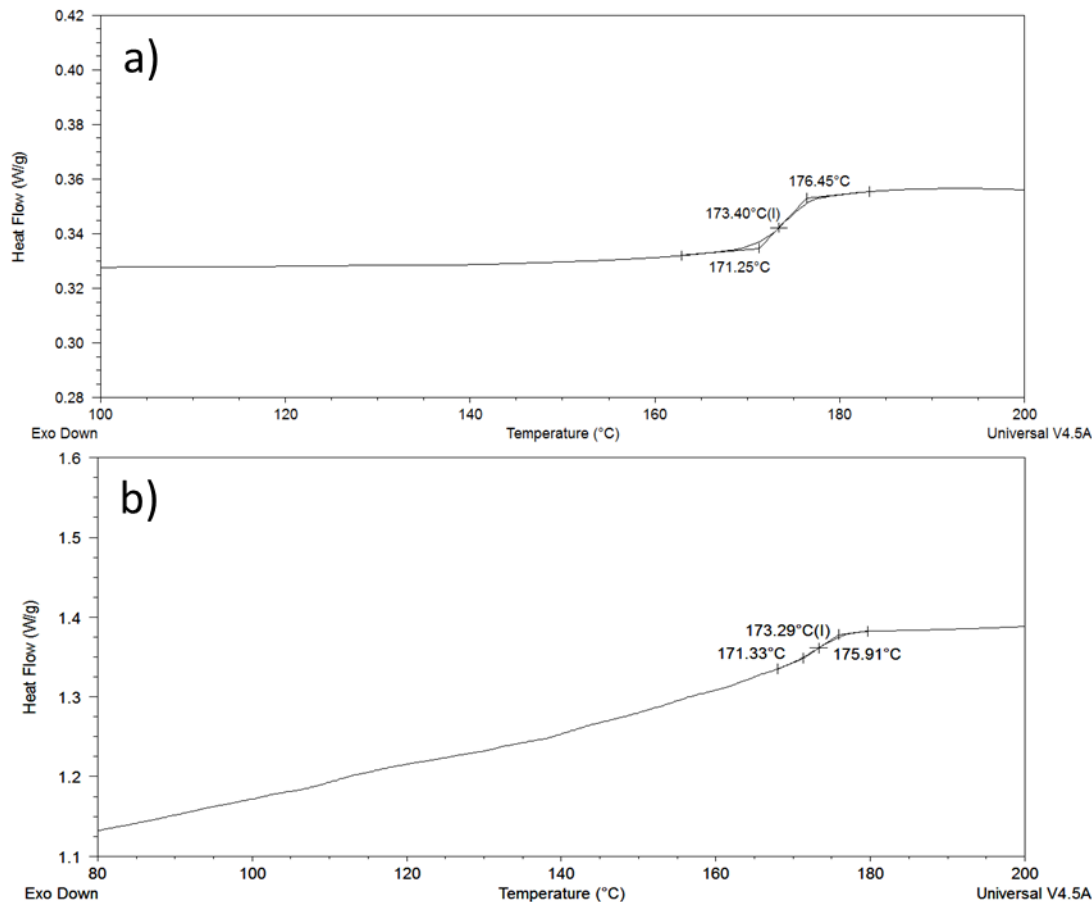 a)
0.42
0.40
0.38
0.36
0.34
0.32
0.30
0.28
Heat Flow (W/g)
176.45°C
173.40°C(I)
171.25°C
100 120 140 160 180 200
Exo Down Temperature (°C) Universal V4.5A
b)
1.6
1.5
1.4
1.3
1.2
1.1
Heat Flow (W/g)
173.29°C(I)
171.33°C 175.91°C
80 100 120 140 160 180 200
Exo Down Temperature (°C) Universal V4.5A